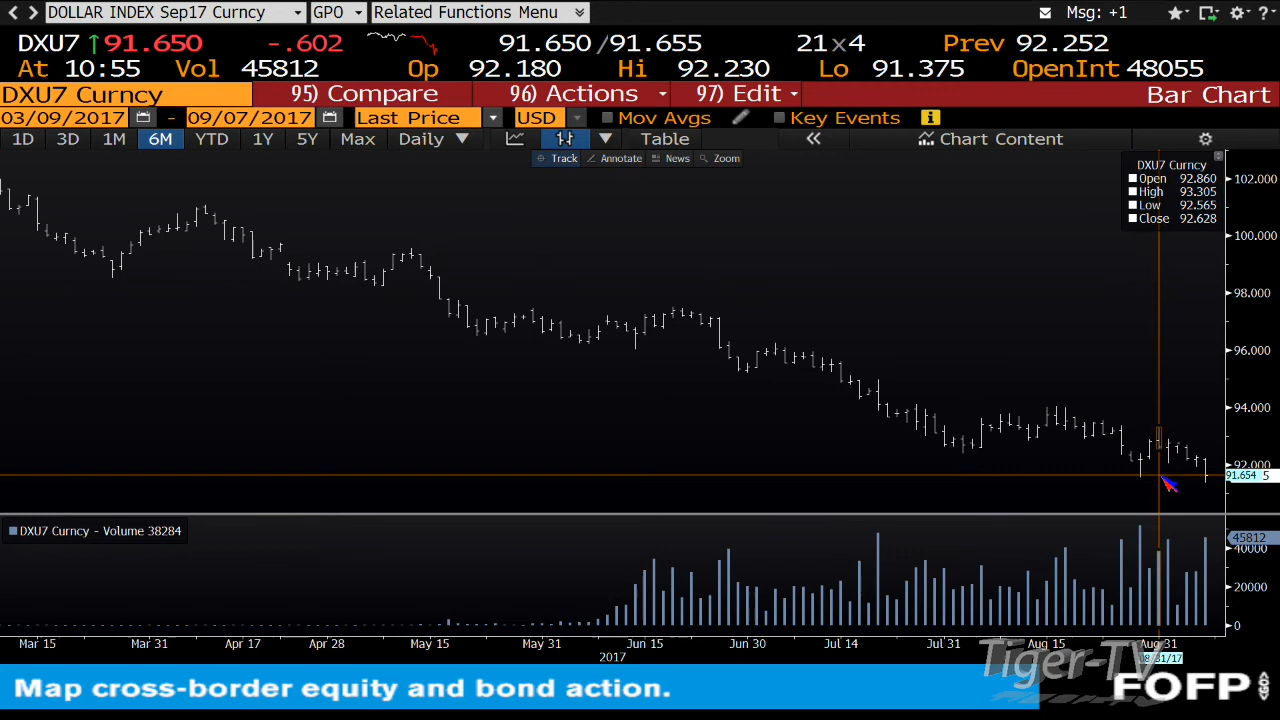 DOLLAR INDEX Sep17 Curncy GPO Related Functions Menu Msg: +1
DXU7 ↑91.650 -.602 91.650/91.655 21x4 Prev 92.252
At 10:55 Vol 45812 Op 92.180 Hi 92.230 Lo 91.375 OpenInt 48055
DXU7 Curncy 95) Compare 96) Actions 97) Edit Bar Chart
03/09/2017 - 09/07/2017 Last Price USD Mov Avgs Key Events
1D 3D 1M 6M YTD 1Y 5Y Max Daily ▼ Table « Chart Content
Track Annotate News Zoom
DXU7 Curncy
Open 92.860
High 93.305
Low 92.565
Close 92.628
102.000
100.000
98.000
96.000
94.000
92.000
91.654 5
DXU7 Curncy - Volume 38284
45812
40000
20000
0
Mar 15 Mar 31 Apr 17 Apr 28 May 15 May 31 Jun 15 Jun 30 Jul 14 Jul 31 Aug 15 Aug 31
2017
08/31/17
Tiger-TV
Map cross-border equity and bond action.
FOFP